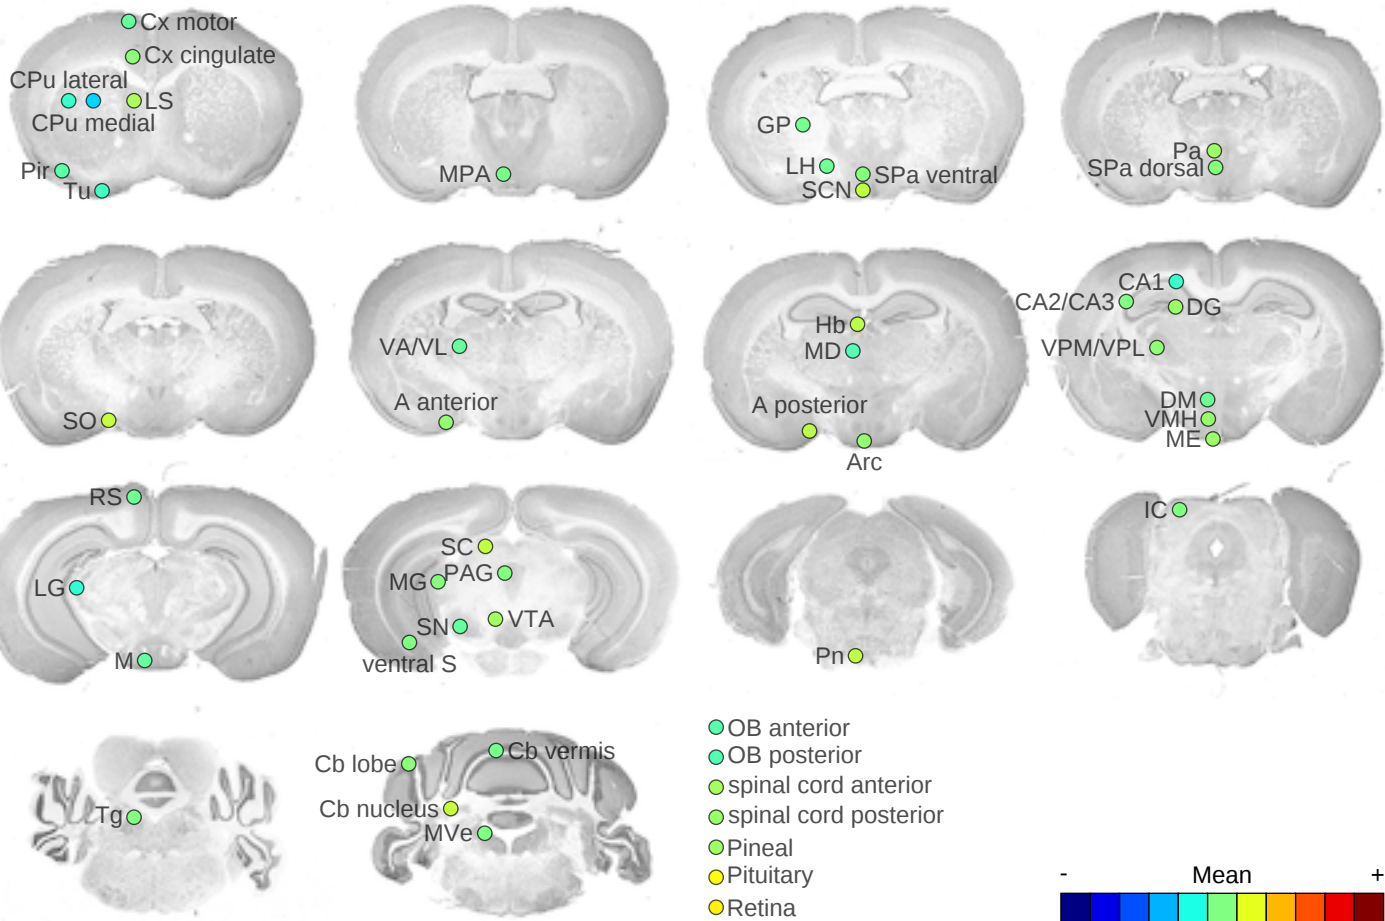 Cx motor
Cx cingulate
CPu lateral
LS
CPu medial
Pir
Tu
MPA
GP
LH
SPa ventral
SCN
Pa
SPa dorsal
SO
VA/VL
A anterior
Hb
MD
A posterior
Arc
CA1
CA2/CA3
DG
VPM/VPL
DM
VMH
ME
RS
LG
M
SC
MG
PAG
SN
VTA
ventral S
Pn
IC
Tg
Cb lobe
Cb vermis
Cb nucleus
MVe
OB anterior
OB posterior
spinal cord anterior
spinal cord posterior
Pineal
Pituitary
Retina
- Mean +